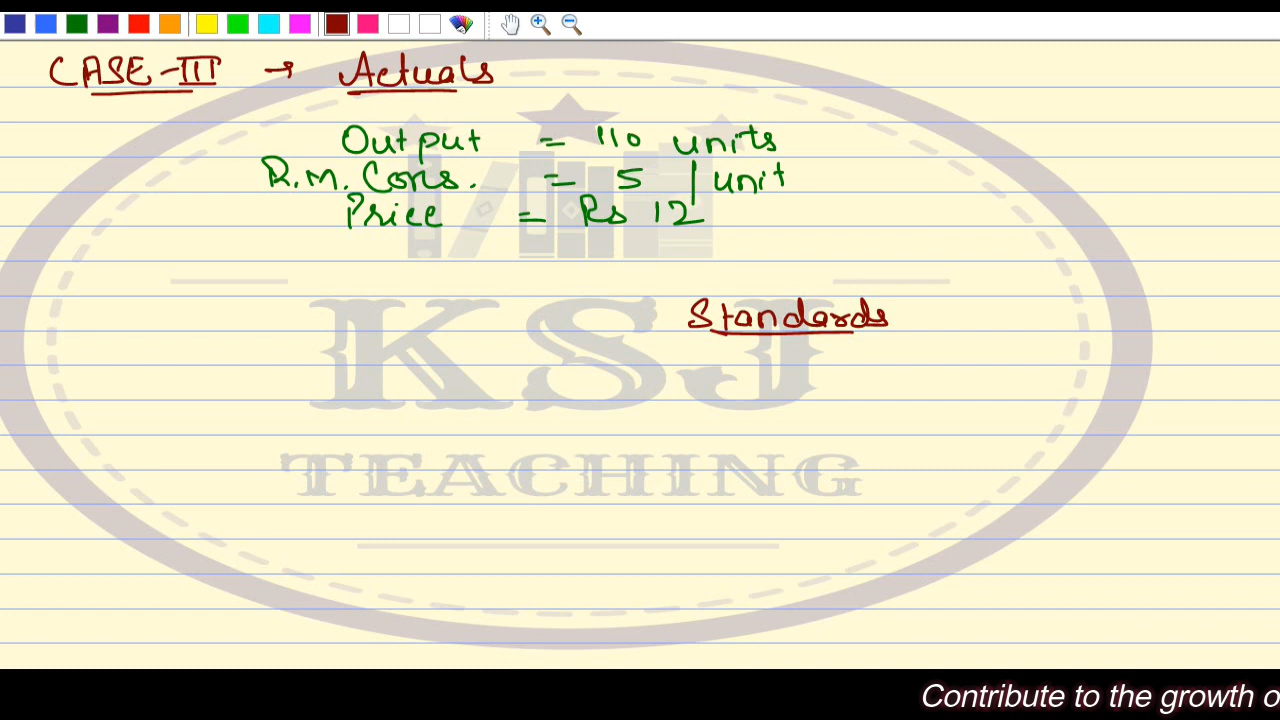 CASE-III → Actuals
Output = 110 units
R.M. Cons. = 5 | unit
Price = Rs 12
Standards
KSJ
TEACHING
Contribute to the growth o